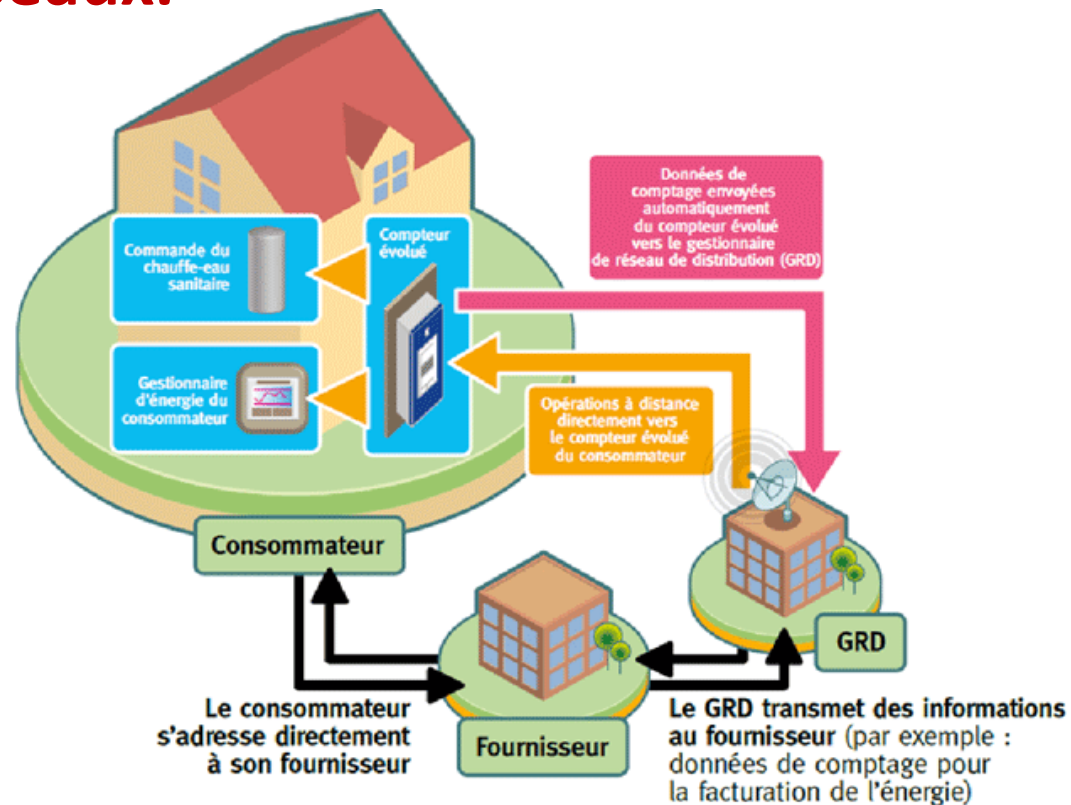 Données de
comptage envoyées
automatiquement
du compteur évolué
vers le gestionnaire
de réseau de distribution (GRD)
Compteur
évolué
Commande du
chauffe-eau
sanitaire
Gestionnaire
d'énergie du
consommateur
Opérations à distance
directement vers
le compteur évolué
du consommateur
Consommateur
GRD
Fournisseur
Le consommateur
s'adresse directement
à son fournisseur
Le GRD transmet des informations
au fournisseur (par exemple :
données de comptage pour
la facturation de l'énergie)